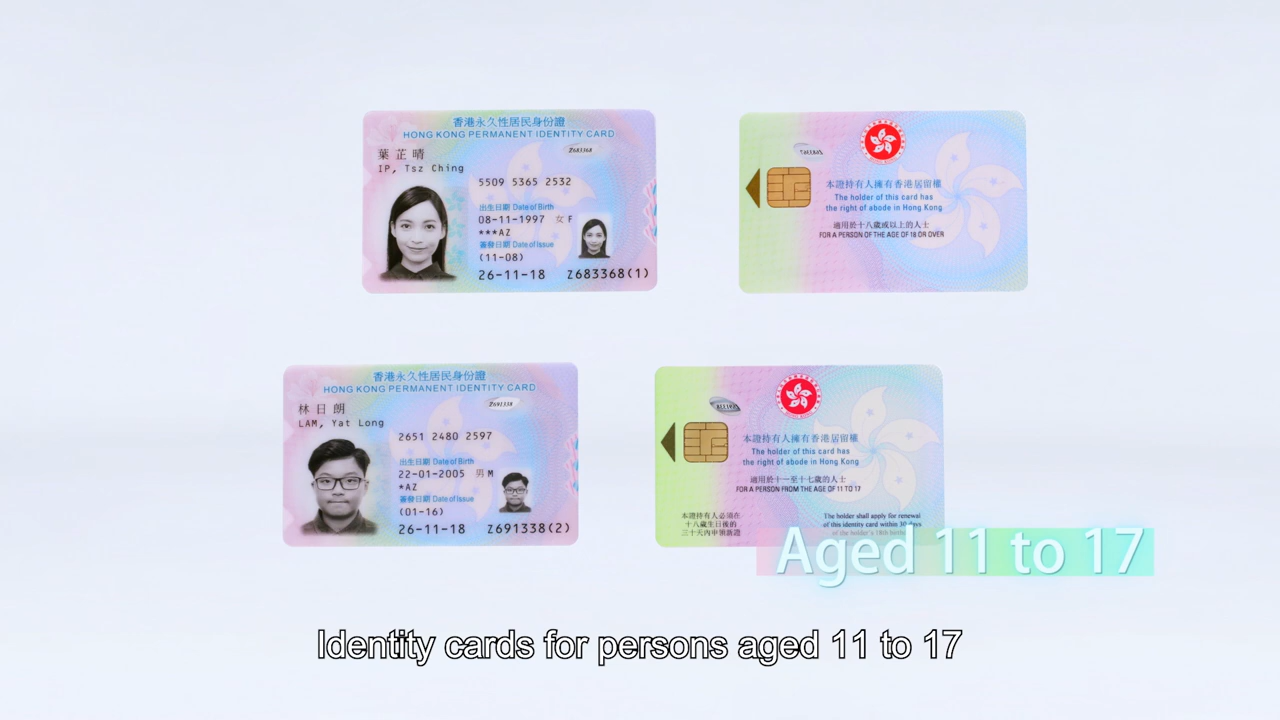 香港永久性居民身份證
HONG KONG PERMANENT IDENTITY CARD
葉芷晴
IP, Tsz Ching
Z683368
5509 5365 2532
出生日期 Date of Birth
08-11-1997 女 F
***AZ
簽發日期 Date of Issue
(11-08)
26-11-18 Z683368(1)
本證持有人擁有香港居留權
The holder of this card has
the right of abode in Hong Kong
適用於十八歲或以上的人士
FOR A PERSON OF THE AGE OF 18 OR OVER
香港永久性居民身份證
HONG KONG PERMANENT IDENTITY CARD
林日朗
LAM, Yat Long
Z691338
2651 2480 2597
出生日期 Date of Birth
22-01-2005 男 M
*AZ
簽發日期 Date of Issue
(01-16)
26-11-18 Z691338(2)
本證持有人擁有香港居留權
The holder of this card has
the right of abode in Hong Kong
適用於十一至十七歲的人士
FOR A PERSON FROM THE AGE OF 11 TO 17
本證持有人必須在
十八歲生日後的
三十天內申領新證
The holder shall apply for renewal
of this identity card within 30 days
of the holder's 18th birthday
Aged 11 to 17
Identity cards for persons aged 11 to 17